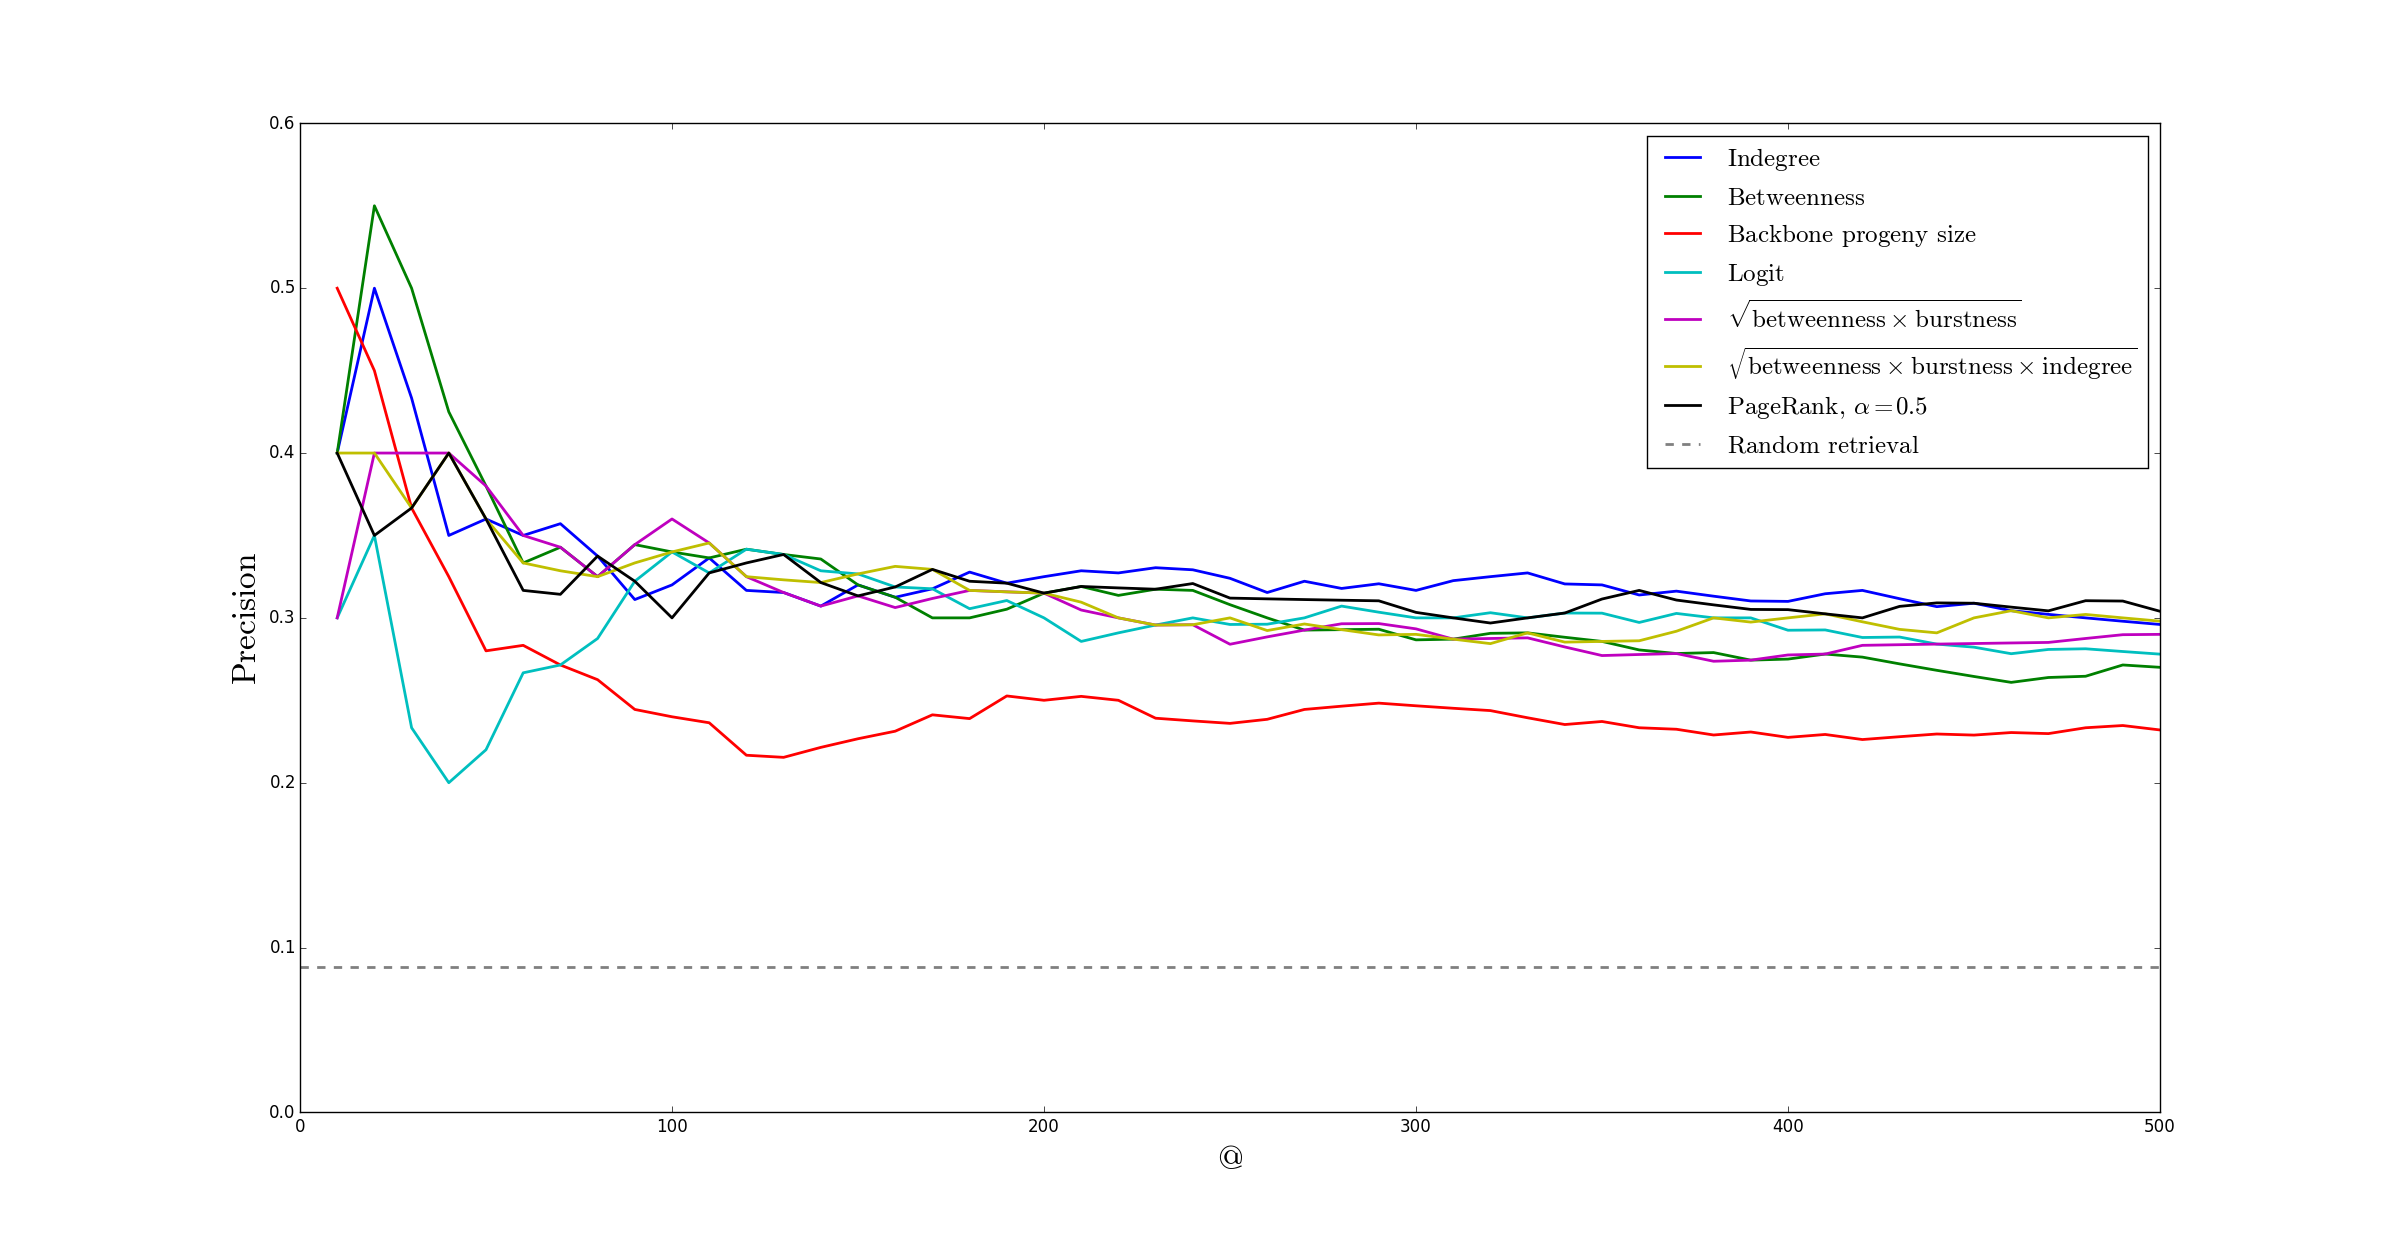 0.6
0.5
0.4
0.3
0.2
0.1
0.0
Precision
0
100
200
300
400
500
@
Indegree
Betweenness
Backbone progeny size
Logit
√betweenness × burstness
√betweenness × burstness × indegree
PageRank, α=0.5
Random retrieval